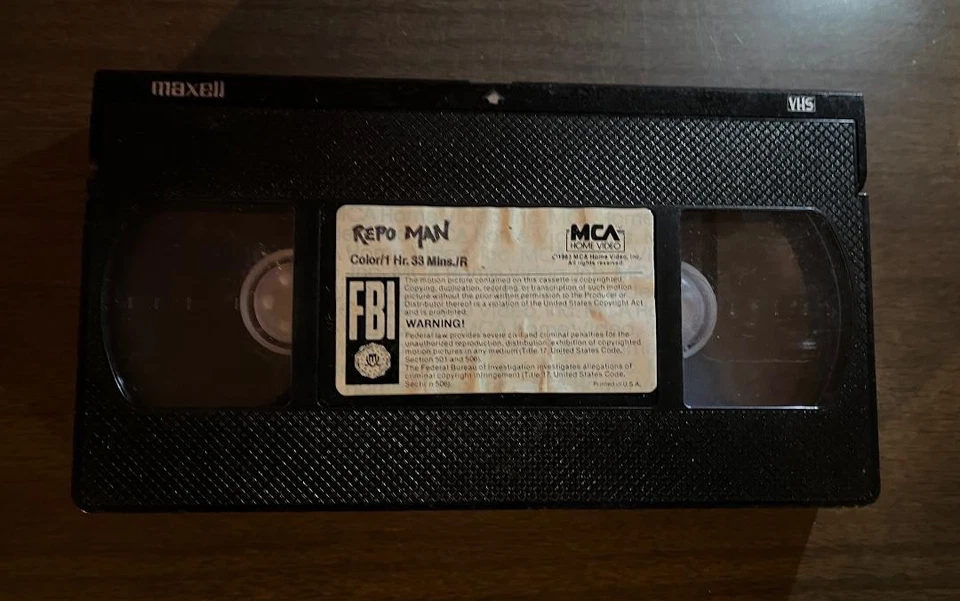 maxell
VHS
REPO MAN
Color/1 Hr. 33 Mins./R
MCA
HOME VIDEO
©1983 MCA Home Video, Inc.
All rights reserved.
FBI
The motion picture contained on this cassette is copyrighted.
Copying, duplication, recording, or transcription of such motion
picture without the prior written permission to the Producer or
Distributor thereof is a violation of the United States Copyright Act
and is prohibited.
WARNING!
Federal law provides severe civil and criminal penalties for the
unauthorized reproduction, distribution, exhibition of copyrighted
motion pictures in any medium (Title 17, United States Code,
Section 501 and 506).
The Federal Bureau of Investigation investigates allegations of
criminal copyright infringement (Title 17, United States Code,
Section 506).
Printed in U.S.A.